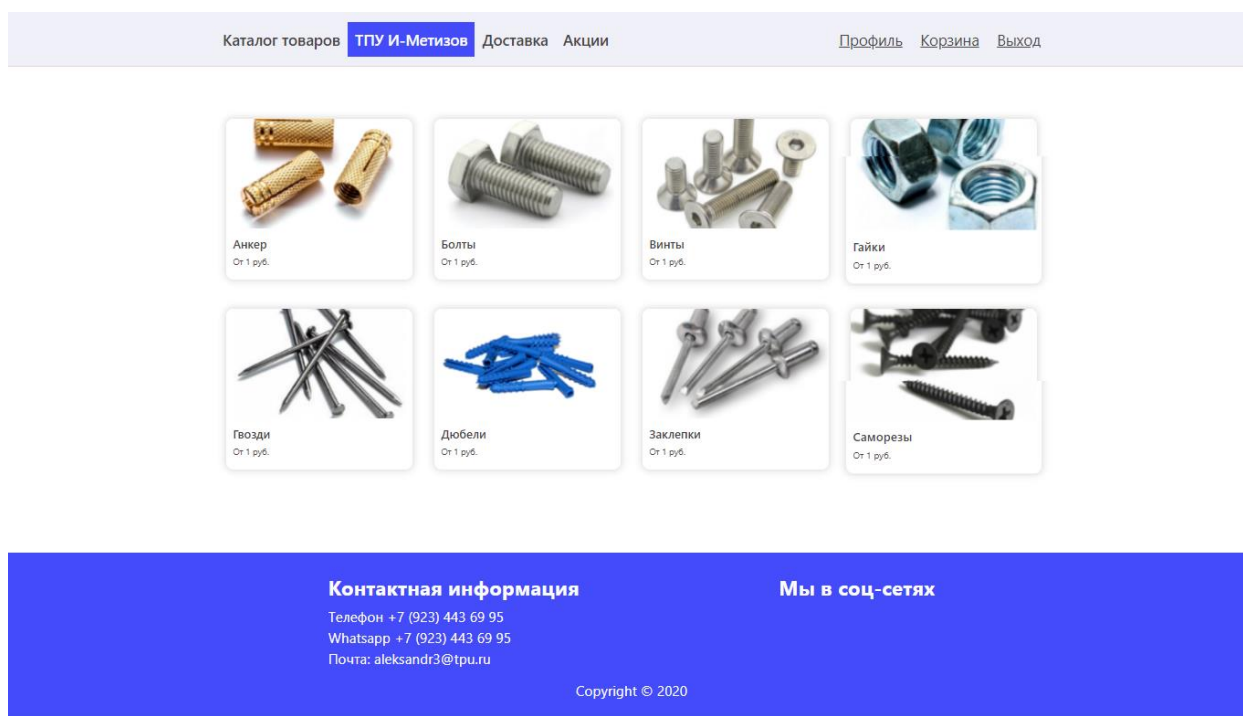 Каталог товаров ТПУ И-Метизов Доставка Акции Профиль Корзина Выход
Анкер
От 1 руб.
Болты
От 1 руб.
Винты
От 1 руб.
Гайки
От 1 руб.
Гвозди
От 1 руб.
Дюбели
От 1 руб.
Заклепки
От 1 руб.
Саморезы
От 1 руб.
Контактная информация
Телефон +7 (923) 443 69 95
Whatsapp +7 (923) 443 69 95
Почта: aleksandr3@tpu.ru
Мы в соц-сетях
Copyright © 2020